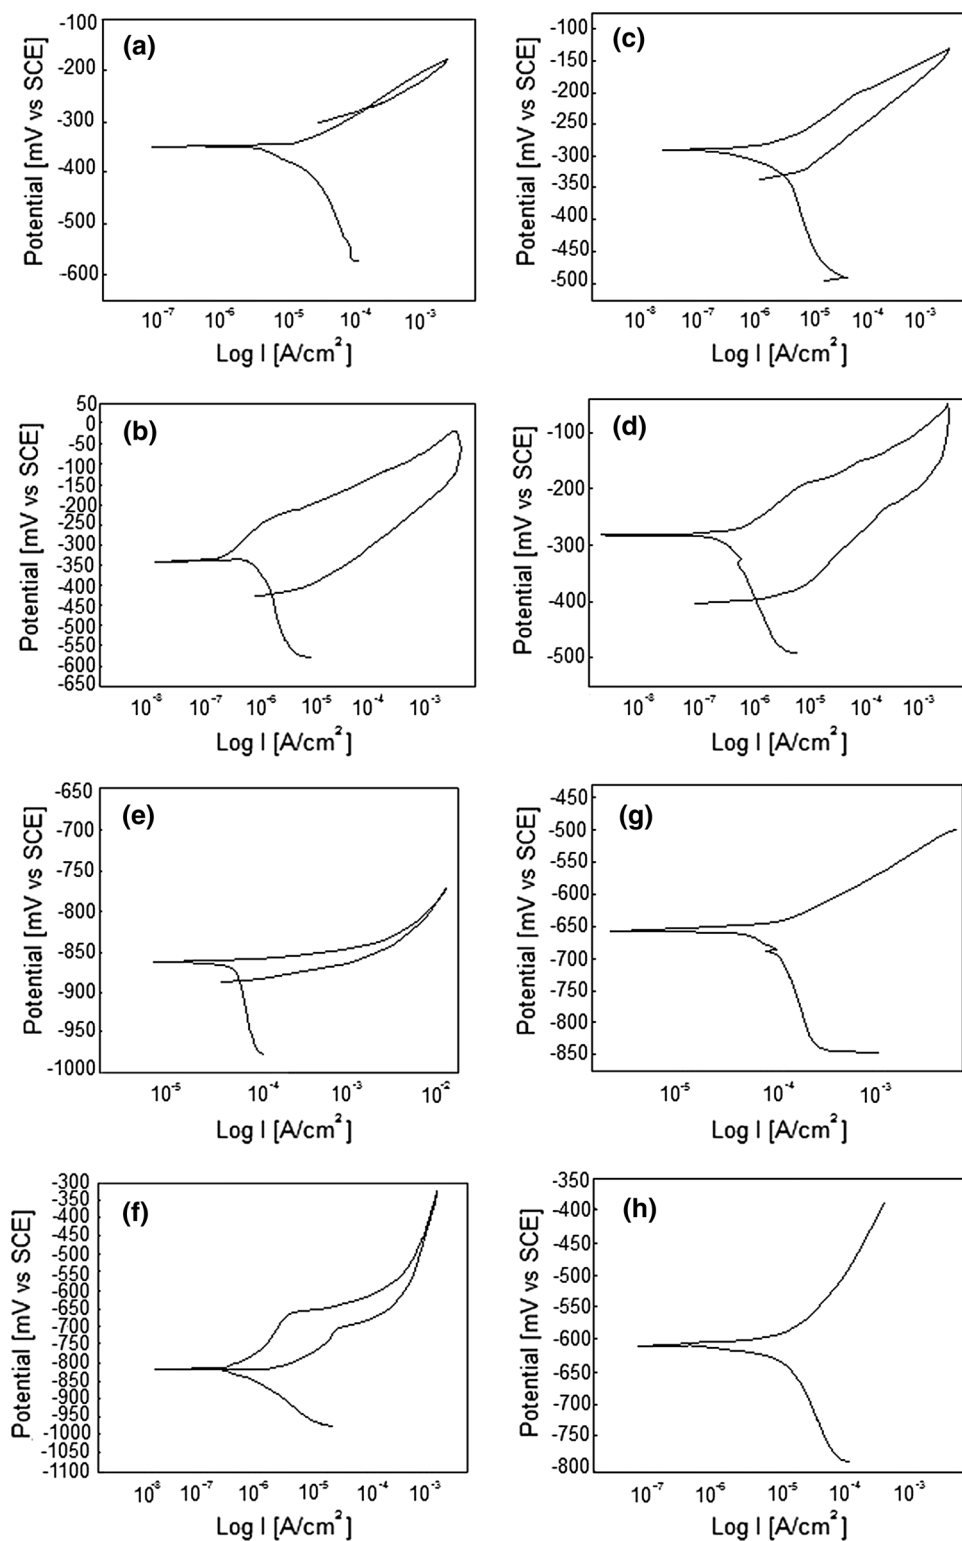 (a)
Potential [mV vs SCE]
-100
-200
-300
-400
-500
-600
10⁻⁷ 10⁻⁶ 10⁻⁵ 10⁻⁴ 10⁻³
Log I [A/cm²]
(c)
Potential [mV vs SCE]
-100
-150
-200
-250
-300
-350
-400
-450
-500
10⁻⁸ 10⁻⁷ 10⁻⁶ 10⁻⁵ 10⁻⁴ 10⁻³
Log I [A/cm²]
(b)
Potential [mV vs SCE]
50
0
-50
-100
-150
-200
-250
-300
-350
-400
-450
-500
-550
-600
-650
10⁻⁸ 10⁻⁷ 10⁻⁶ 10⁻⁵ 10⁻⁴ 10⁻³
Log I [A/cm²]
(d)
Potential [mV vs SCE]
-100
-200
-300
-400
-500
10⁻⁸ 10⁻⁷ 10⁻⁶ 10⁻⁵ 10⁻⁴ 10⁻³
Log I [A/cm²]
(e)
Potential [mV vs SCE]
-650
-700
-750
-800
-850
-900
-950
-1000
10⁻⁵ 10⁻⁴ 10⁻³ 10⁻²
Log I [A/cm²]
(g)
Potential [mV vs SCE]
-450
-500
-550
-600
-650
-700
-750
-800
-850
10⁻⁵ 10⁻⁴ 10⁻³
Log I [A/cm²]
(f)
Potential [mV vs SCE]
-300
-350
-400
-450
-500
-550
-600
-650
-700
-750
-800
-850
-900
-950
-1000
-1050
-1100
10⁸ 10⁻⁷ 10⁻⁶ 10⁻⁵ 10⁻⁴ 10⁻³
Log I [A/cm²]
(h)
Potential [mV vs SCE]
-350
-400
-450
-500
-550
-600
-650
-700
-750
-800
10⁻⁷ 10⁻⁶ 10⁻⁵ 10⁻⁴ 10⁻³
Log I [A/cm²]